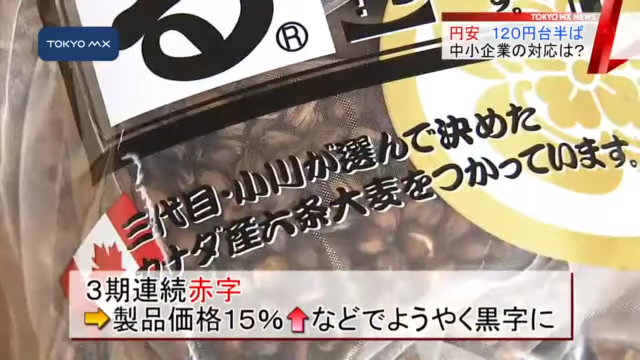 TOKYO MX
TOKYO MX NEWS
円安 120円台半ば
中小企業の対応は?
る
®
す。
三代目・小川が選んで決めた
カナダ産六条大麦をつかっています。
3期連続赤字
➡製品価格15%⬆などでようやく黒字に